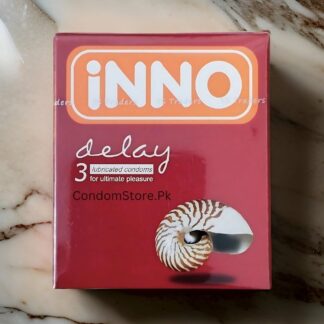 iNNO
delay
3 lubricated condoms
for ultimate pleasure
CondomStore.Pk